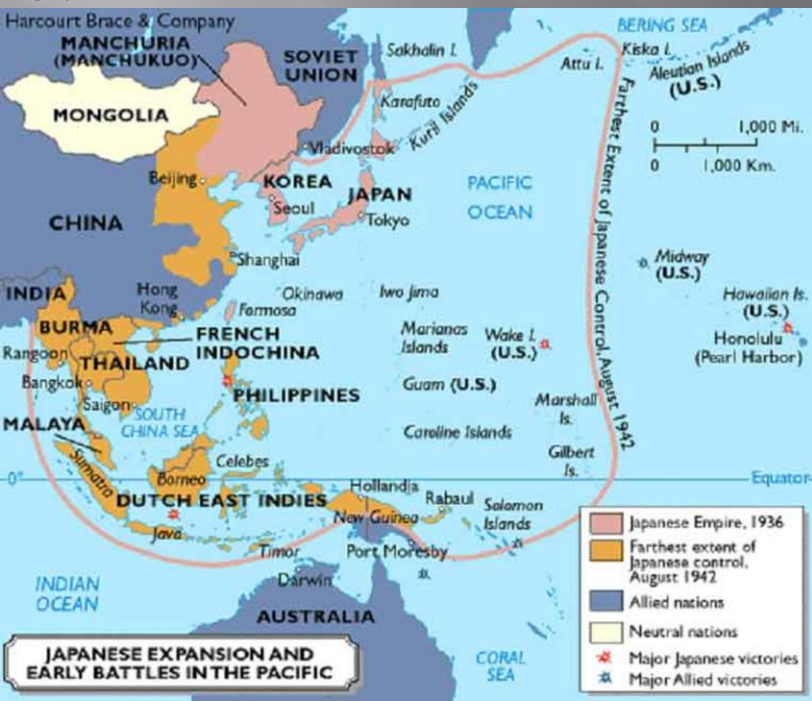 Harcourt Brace & Company
BERING SEA
MANCHURIA
(MANCHUKUO)
SOVIET
UNION
Sakhalin I.
Kiska I.
Attu I.
Aleutian Islands
(U.S.)
MONGOLIA
Karafuto
Kuril Islands
Farthest Extent of Japanese Control, August 1942
0 1,000 Mi.
0 1,000 Km.
Vladivostok
Beijing
KOREA
JAPAN
Seoul
Tokyo
PACIFIC
OCEAN
CHINA
Shanghai
Midway
(U.S.)
INDIA
Hong
Kong
Okinawa
Iwo Jima
Hawaiian Is.
(U.S.)
Formosa
BURMA
FRENCH
INDOCHINA
Marianas
Islands
Wake I.
(U.S.)
Honolulu
(Pearl Harbor)
Rangoon
THAILAND
Bangkok
PHILIPPINES
Guam (U.S.)
Saigon
SOUTH
CHINA SEA
Marshall
Is.
MALAYA
Caroline Islands
Gilbert
Is.
Sumatra
Celebes
0°
Equator
Borneo
Hollandia
DUTCH EAST INDIES
Rabaul
Solomon
Islands
New Guinea
Java
Timor
Port Moresby
Darwin
INDIAN
OCEAN
AUSTRALIA
CORAL
SEA
Japanese Empire, 1936
Farthest extent of
Japanese control,
August 1942
Allied nations
Neutral nations
Major Japanese victories
Major Allied victories
JAPANESE EXPANSION AND
EARLY BATTLES IN THE PACIFIC